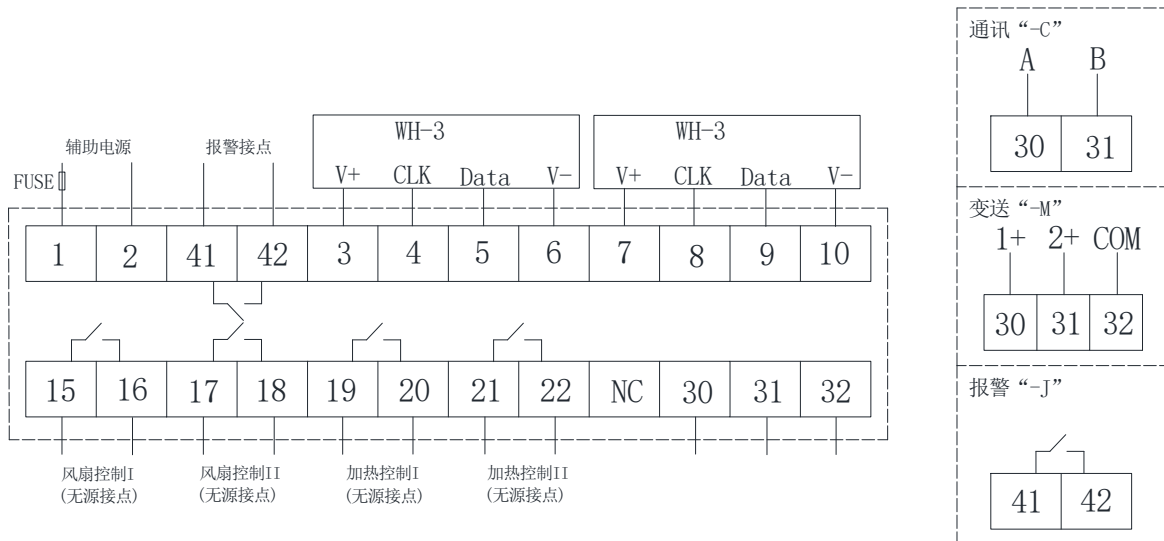 WH-3 WH-3
辅助电源 报警接点
FUSE V+ CLK Data V- V+ CLK Data V-
1 2 41 42 3 4 5 6 7 8 9 10
15 16 17 18 19 20 21 22 NC 30 31 32
风扇控制I 风扇控制II 加热控制I 加热控制II
(无源接点) (无源接点) (无源接点) (无源接点)
通讯“-C”
A B
30 31
变送“-M”
1+ 2+ COM
30 31 32
报警“-J”
41 42